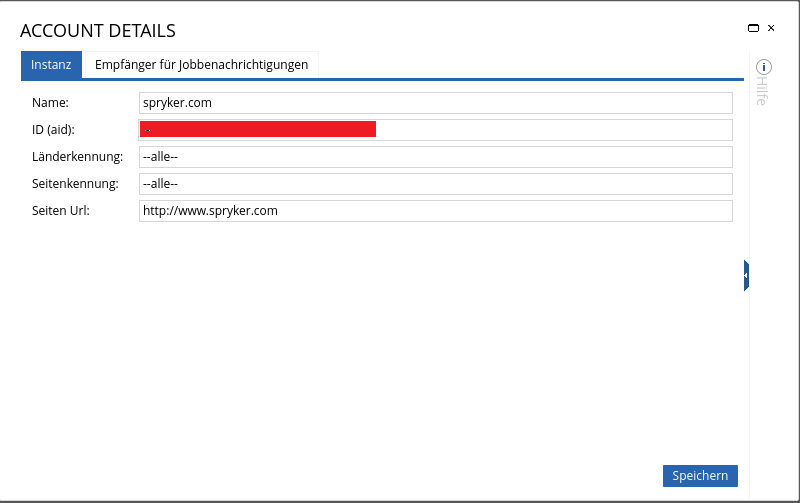 ACCOUNT DETAILS
Instanz Empfänger für Jobbenachrichtigungen
Hilfe
Name: spryker.com
ID (aid):
Länderkennung: --alle--
Seitenkennung: --alle--
Seiten Url: http://www.spryker.com
Speichern